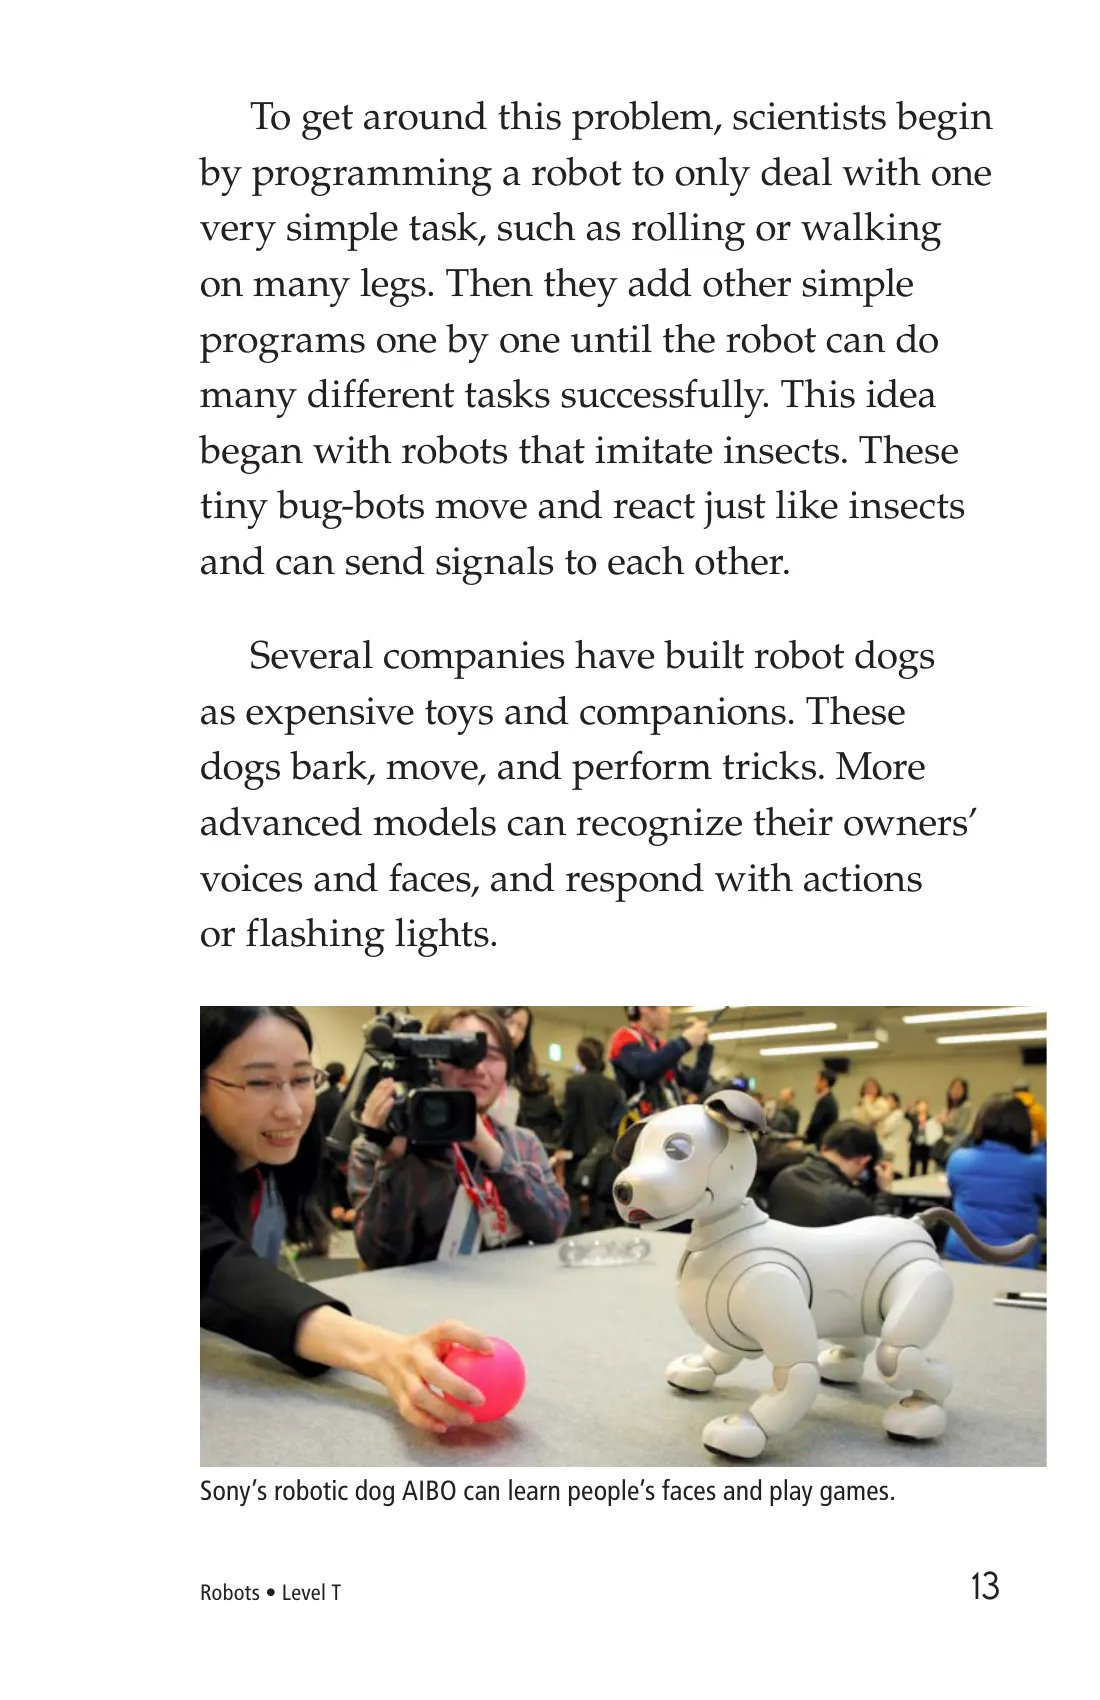 To get around this problem, scientists begin
by programming a robot to only deal with one
very simple task, such as rolling or walking
on many legs. Then they add other simple
programs one by one until the robot can do
many different tasks successfully. This idea
began with robots that imitate insects. These
tiny bug-bots move and react just like insects
and can send signals to each other.
Several companies have built robot dogs
as expensive toys and companions. These
dogs bark, move, and perform tricks. More
advanced models can recognize their owners’
voices and faces, and respond with actions
or flashing lights.
Sony’s robotic dog AIBO can learn people’s faces and play games.
Robots • Level T
13